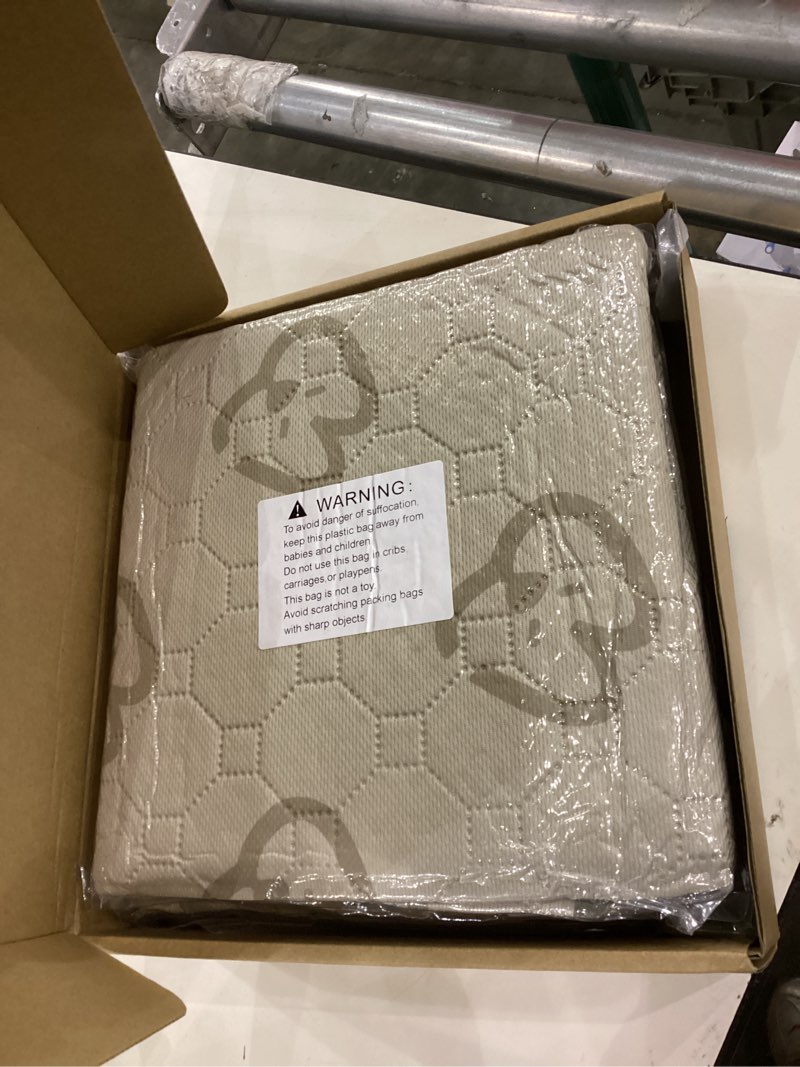 WARNING:
To avoid danger of suffocation,
keep this plastic bag away from
babies and children.
Do not use this bag in cribs,
carriages,or playpens.
This bag is not a toy.
Avoid scratching packing bags
with sharp objects.